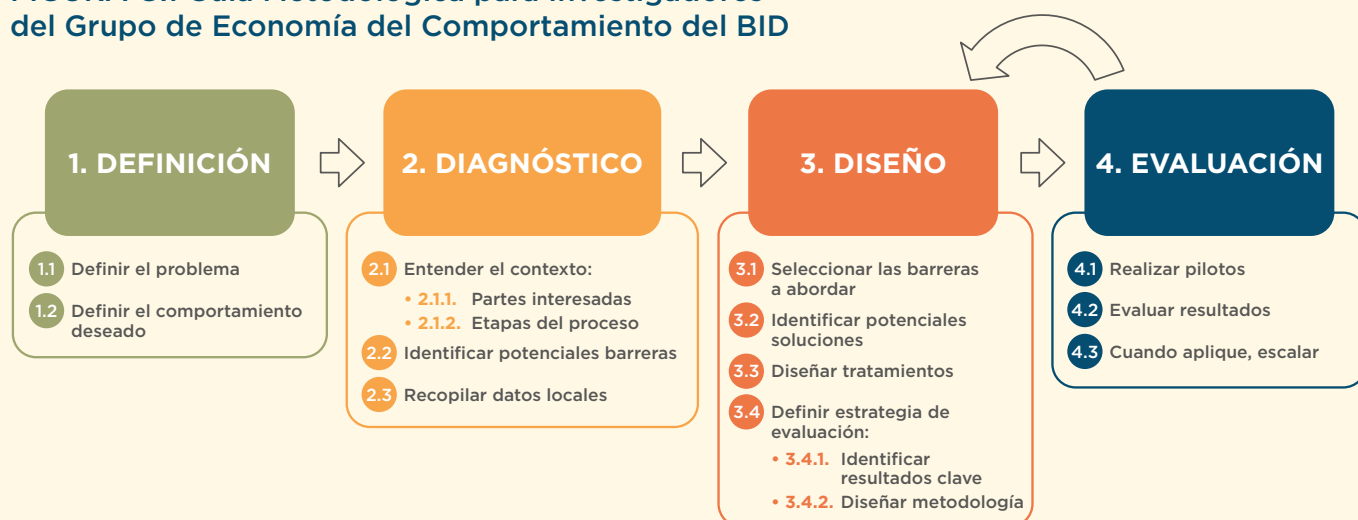 del Grupo de Economía del Comportamiento del BID
1. DEFINICIÓN
1.1 Definir el problema
1.2 Definir el comportamiento
deseado
2. DIAGNÓSTICO
2.1 Entender el contexto:
• 2.1.1. Partes interesadas
• 2.1.2. Etapas del proceso
2.2 Identificar potenciales barreras
2.3 Recopilar datos locales
3. DISEÑO
3.1 Seleccionar las barreras
a abordar
3.2 Identificar potenciales
soluciones
3.3 Diseñar tratamientos
3.4 Definir estrategia de
evaluación:
• 3.4.1. Identificar
resultados clave
• 3.4.2. Diseñar metodología
4. EVALUACIÓN
4.1 Realizar pilotos
4.2 Evaluar resultados
4.3 Cuando aplique, escalar